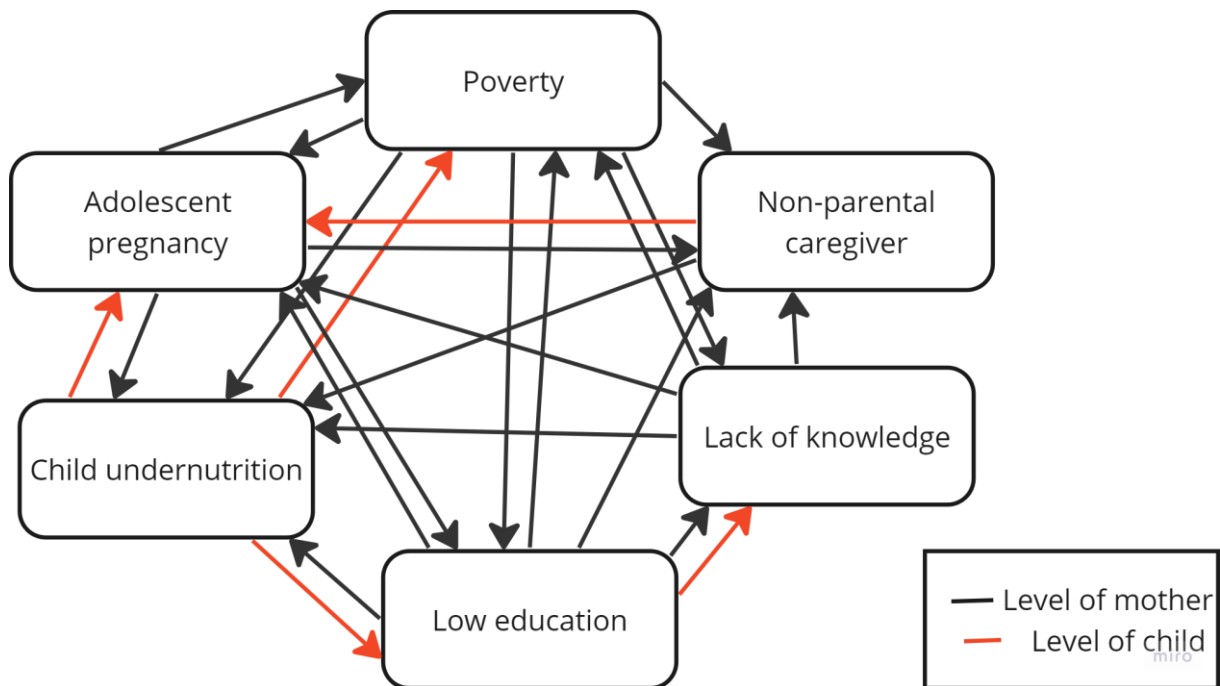 Poverty
Adolescent
pregnancy
Non-parental
caregiver
Child undernutrition
Lack of knowledge
Low education
Level of mother
Level of child
miro